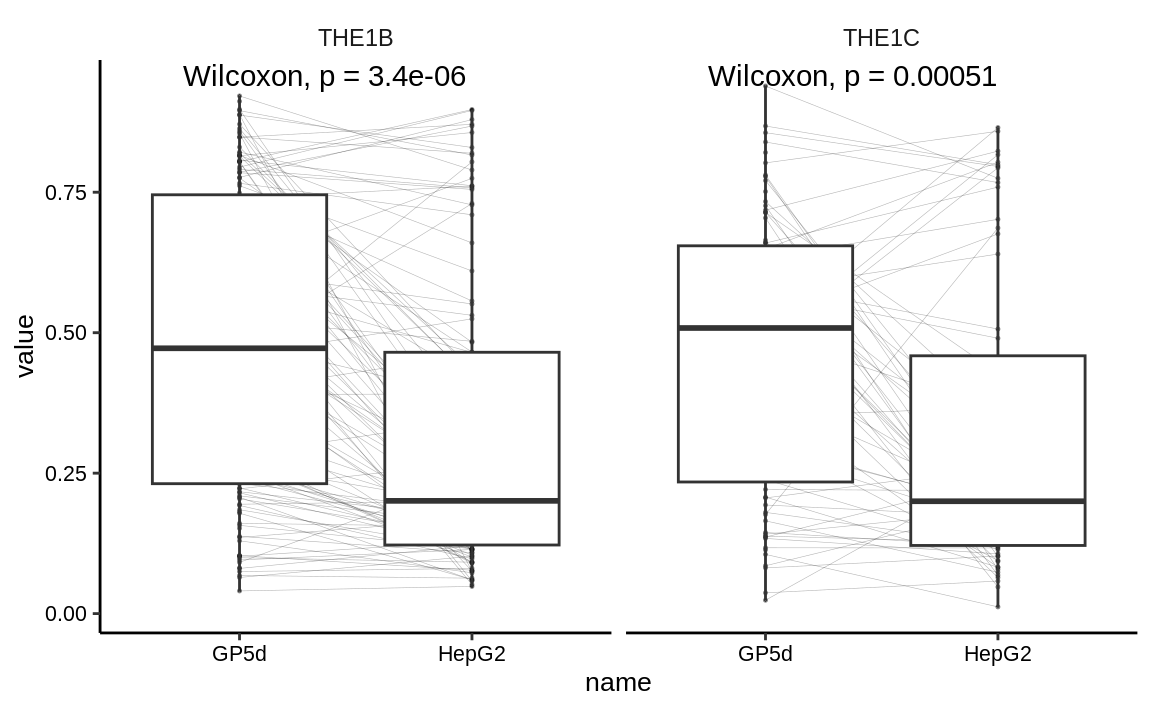 THE1B
THE1C
Wilcoxon, p = 3.4e-06
Wilcoxon, p = 0.00051
value
0.75
0.50
0.25
0.00
GP5d
HepG2
GP5d
HepG2
name